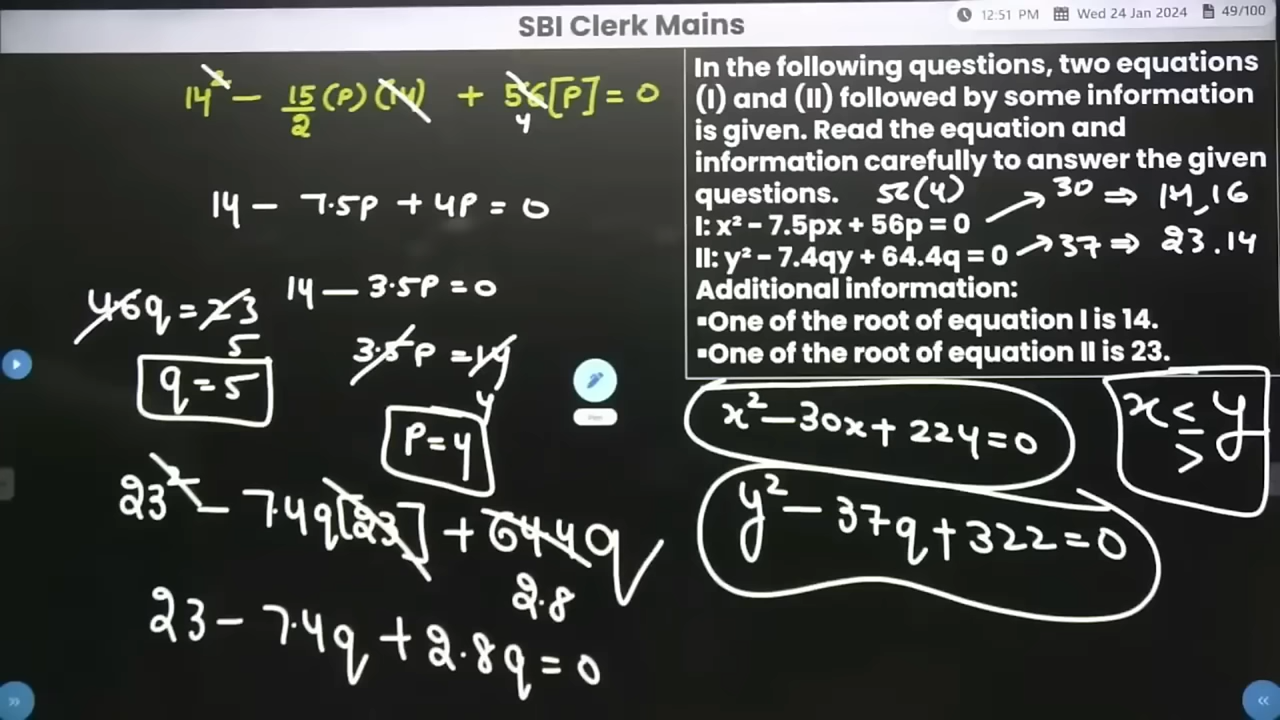 12:51 PM Wed 24 Jan 2024 49/100
SBI Clerk Mains
14² − 15/2 (P) (14) + 56 [P] = 0
4
14 − 7.5P + 4P = 0
14 − 3.5P = 0
46q = 23
5
3.5P = 14
4
q = 5
P = 4
23² − 7.4q[23] + 644q
2.8
23 − 7.4q + 2.8q = 0
In the following questions, two equations
(I) and (II) followed by some information
is given. Read the equation and
information carefully to answer the given
questions. 56(4) → 30 ⇒ 14, 16
I: x² − 7.5px + 56p = 0
II: y² − 7.4qy + 64.4q = 0 → 37 ⇒ 23.14
Additional information:
▪One of the root of equation I is 14.
▪One of the root of equation II is 23.
x² − 30x + 224 = 0
x ≤ y
>
y² − 37q + 322 = 0